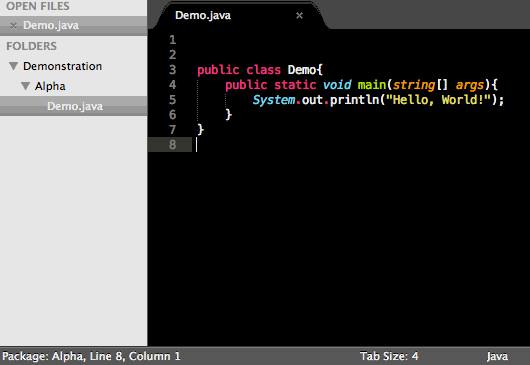 OPEN FILES
× Demo.java
FOLDERS
Demonstration
Alpha
Demo.java
Demo.java ×
1
2
3 public class Demo{
4     public static void main(string[] args){
5         System.out.println("Hello, World!");
6     }
7 }
8
Package: Alpha, Line 8, Column 1 Tab Size: 4 Java